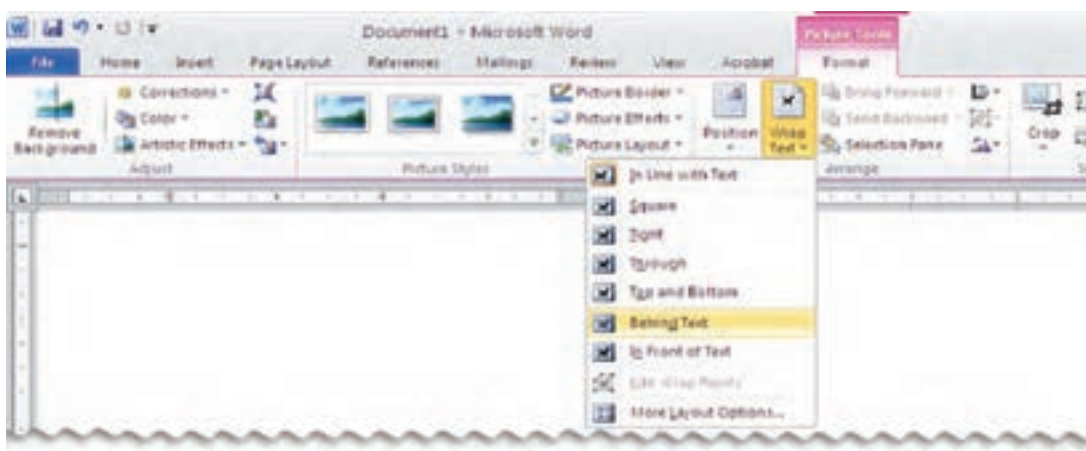 Document1 - Microsoft Word
Picture Tools
File Home Insert Page Layout References Mailings Review View Acrobat Format
Remove Background
Corrections
Color
Artistic Effects
Adjust
Picture Styles
Picture Border
Picture Effects
Picture Layout
Position
Wrap Text
Bring Forward
Send Backward
Selection Pane
Arrange
Crop
In Line with Text
Square
Tight
Through
Top and Bottom
Behind Text
In Front of Text
Edit Wrap Points
More Layout Options...